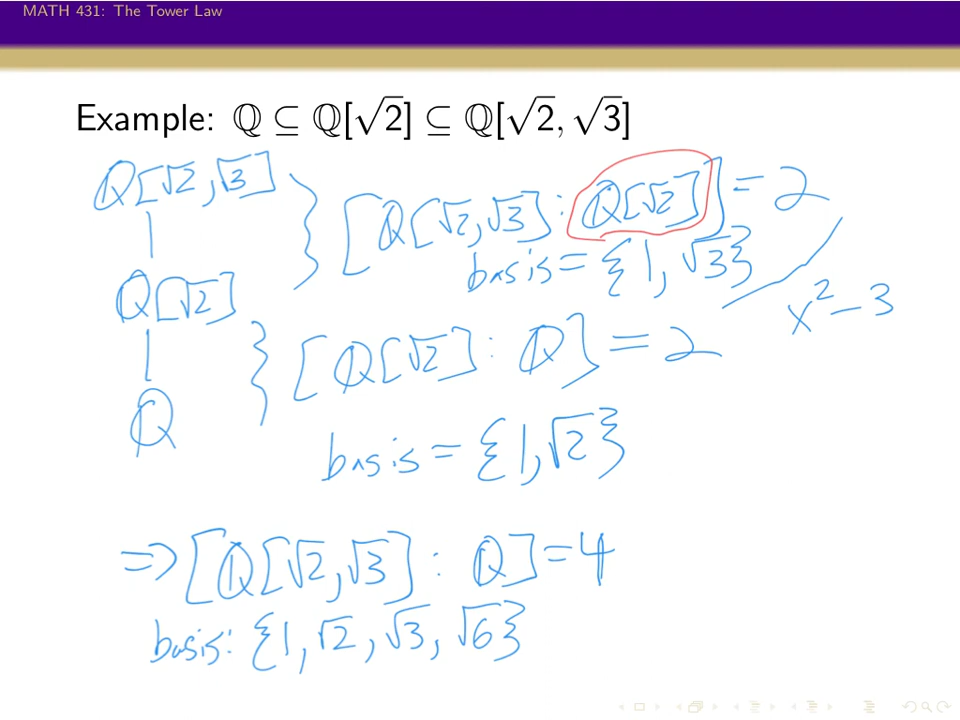 MATH 431: The Tower Law
Example: ℚ ⊆ ℚ[√2] ⊆ ℚ[√2, √3]
ℚ[√2, √3] } [ℚ[√2, √3] : ℚ[√2]] = 2
basis = {1, √3}
x² − 3
ℚ[√2]
} [ℚ[√2] : ℚ] = 2
ℚ
basis = {1, √2}
⇒ [ℚ[√2, √3] : ℚ] = 4
basis: {1, √2, √3, √6}